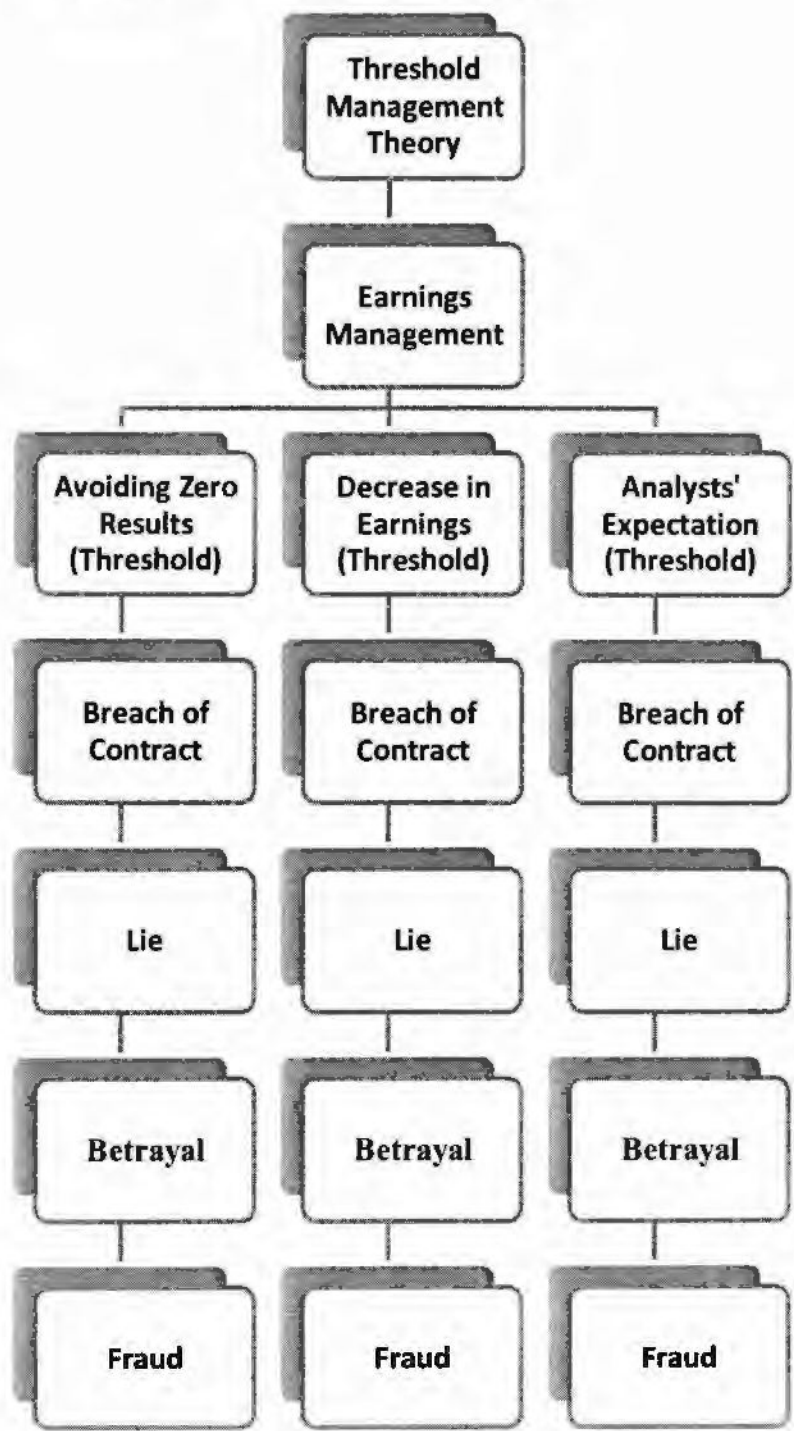 Threshold
Management
Theory
Earnings
Management
Avoiding Zero
Results
(Threshold)
Decrease in
Earnings
(Threshold)
Analysts'
Expectation
(Threshold)
Breach of
Contract
Breach of
Contract
Breach of
Contract
Lie
Lie
Lie
Betrayal
Betrayal
Betrayal
Fraud
Fraud
Fraud